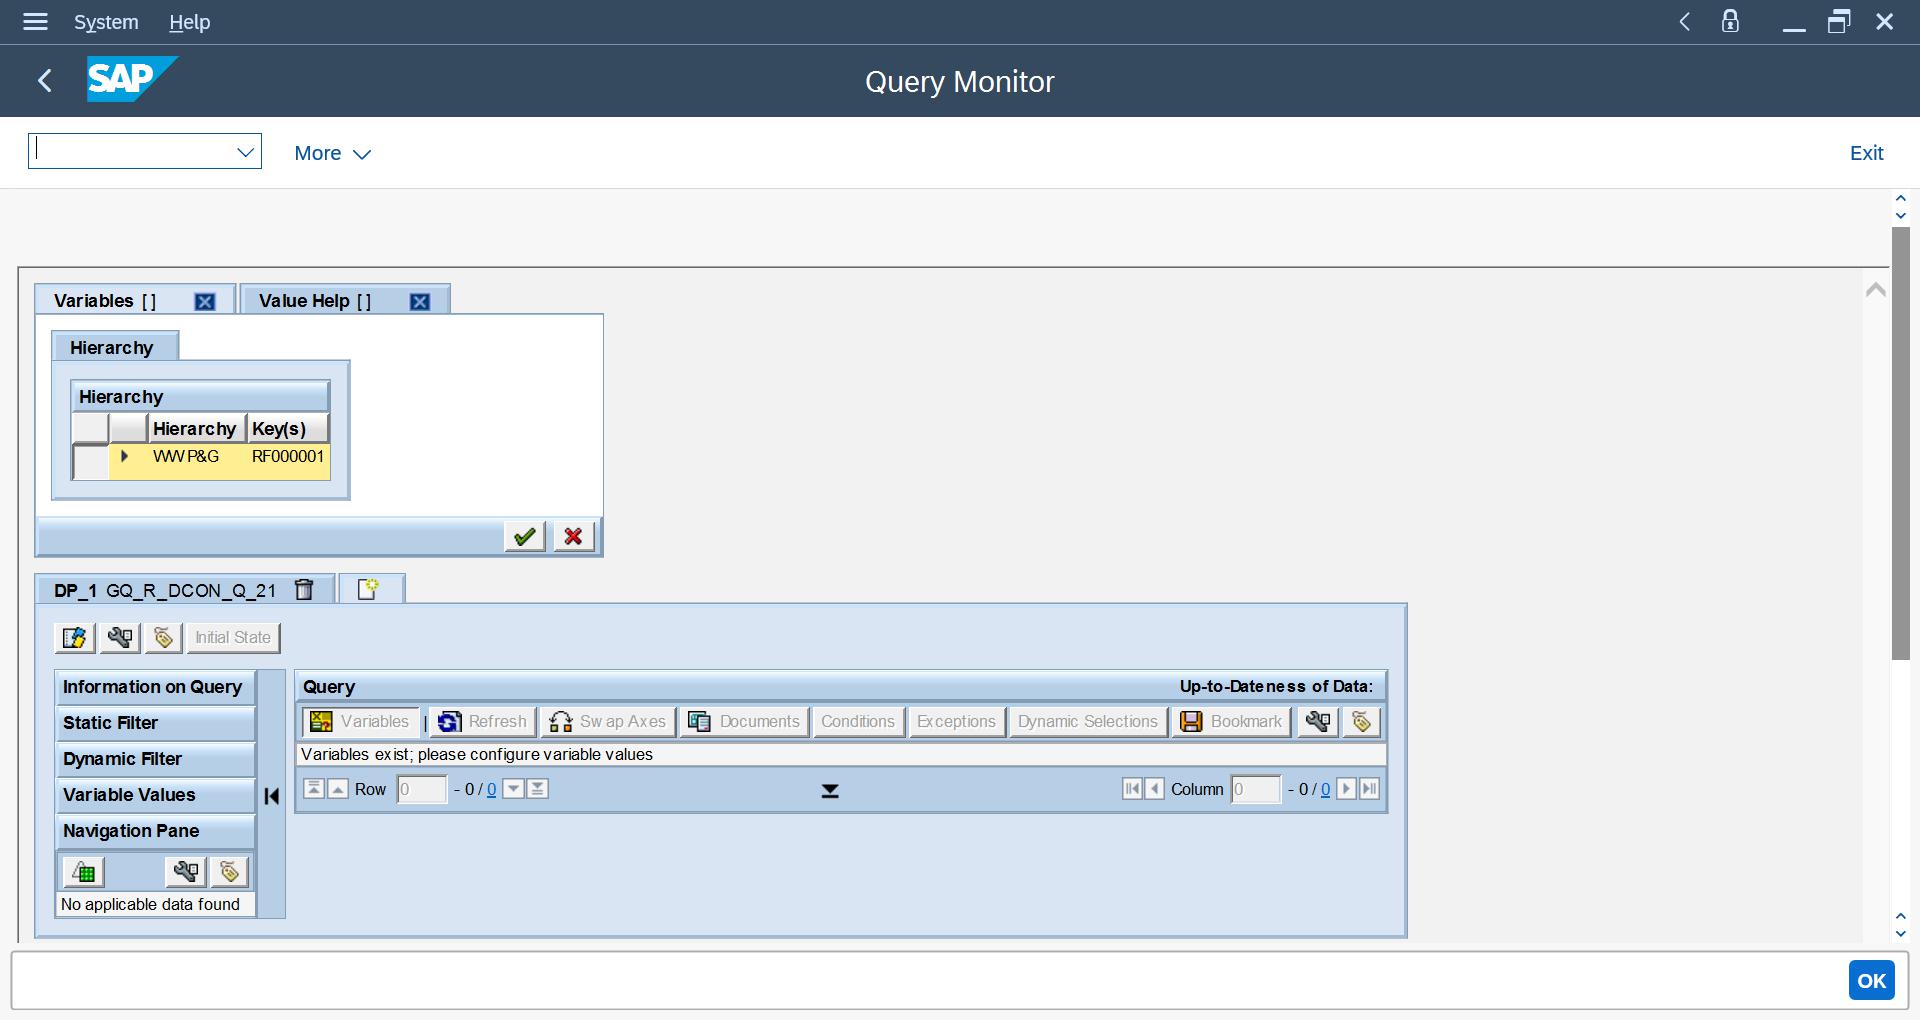 System Help
SAP Query Monitor
More Exit
Variables [ ] Value Help [ ]
Hierarchy
Hierarchy
Hierarchy Key(s)
WW P&G RF000001
DP_1 GQ_R_DCON_Q_21
Initial State
Information on Query
Static Filter
Dynamic Filter
Variable Values
Navigation Pane
No applicable data found
Query Up-to-Dateness of Data:
Variables | Refresh Swap Axes Documents Conditions Exceptions Dynamic Selections Bookmark
Variables exist; please configure variable values
Row 0 - 0 / 0 Column 0 - 0 / 0
OK